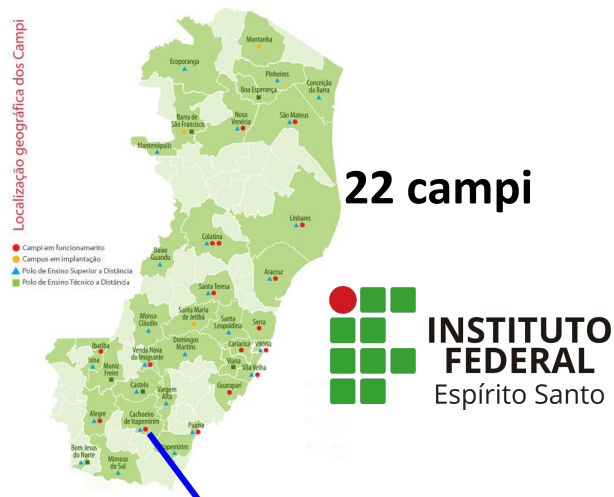 Localização geográfica dos Campi
Montanha
Ecoporanga
Pinheiros
Conceição
da Barra
Boa Esperança
Barra de
São Francisco
Nova
Venécia
São Mateus
Mantenópolis
22 campi
Linhares
Colatina
Baixo
Guandu
Campi em funcionamento
Campus em implantação
Polo de Ensino Superior a Distância
Polo de Ensino Técnico a Distância
Aracruz
Santa Teresa
Afonso
Cláudio
Santa Maria
de Jetibá
Santa
Leopoldina
Serra
Ibatiba
Iúna
Venda Nova
do Imigrante
Domingos
Martins
Cariacica
Vitória
Viana
Vila Velha
Muniz
Freire
Castelo
Vargem
Alta
Guarapari
Alegre
Cachoeiro
de Itapemirim
Piúma
Itapemirim
Bom Jesus
do Norte
Mimoso
do Sul
INSTITUTO
FEDERAL
Espírito Santo